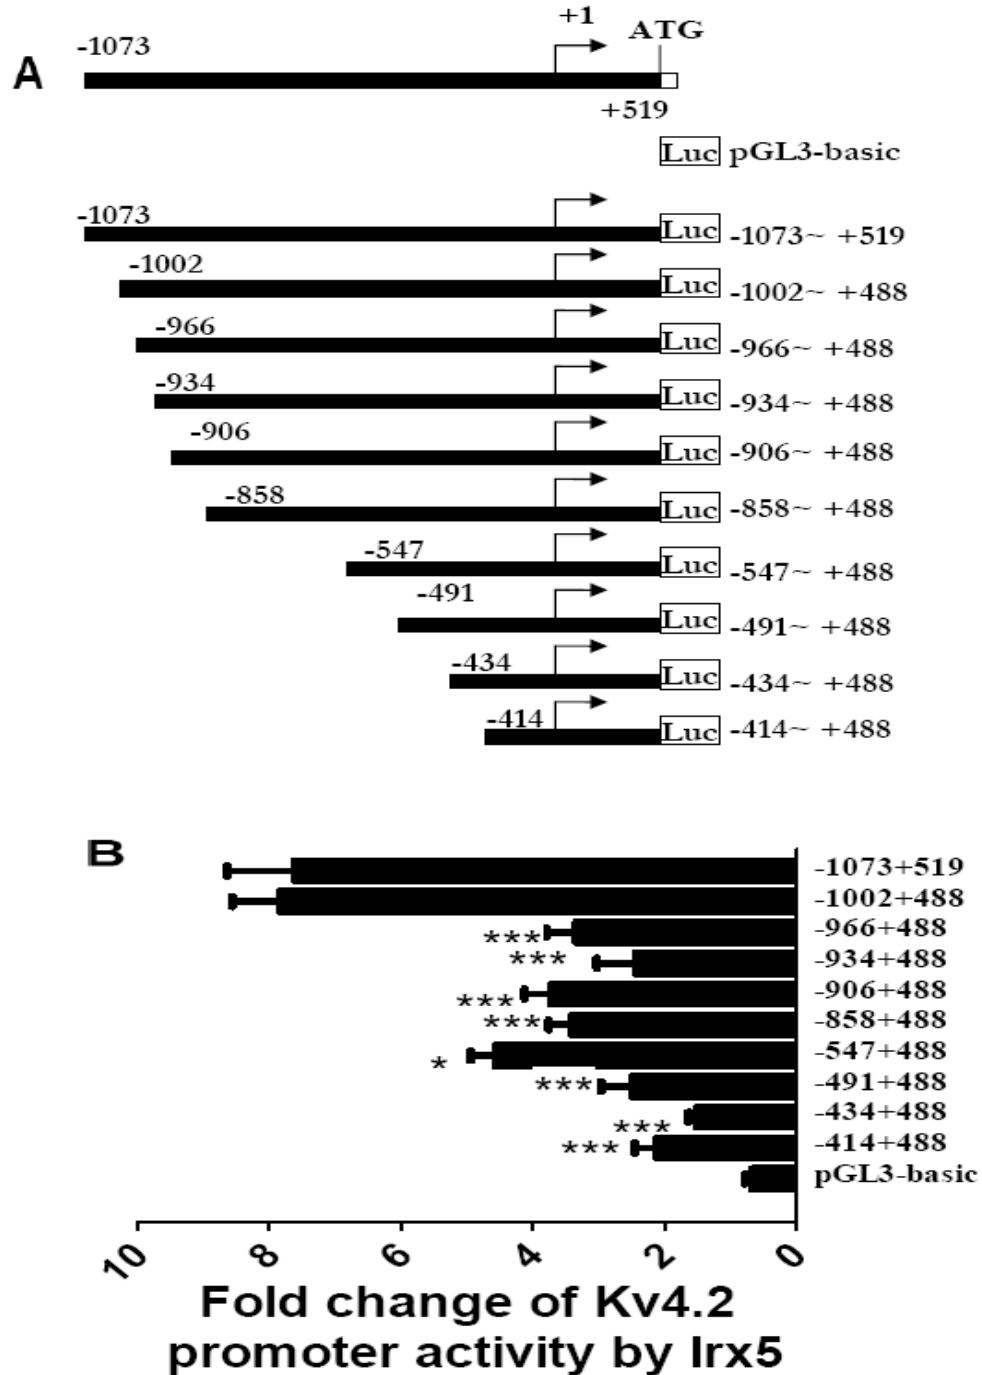 A
-1073
+1
ATG
+519
Luc pGL3-basic
-1073
Luc -1073~ +519
-1002
Luc -1002~ +488
-966
Luc -966~ +488
-934
Luc -934~ +488
-906
Luc -906~ +488
-858
Luc -858~ +488
-547
Luc -547~ +488
-491
Luc -491~ +488
-434
Luc -434~ +488
-414
Luc -414~ +488
B
-1073+519
-1002+488
*** -966+488
*** -934+488
*** -906+488
*** -858+488
* -547+488
*** -491+488
*** -434+488
*** -414+488
pGL3-basic
10 8 6 4 2 0
Fold change of Kv4.2
promoter activity by Irx5